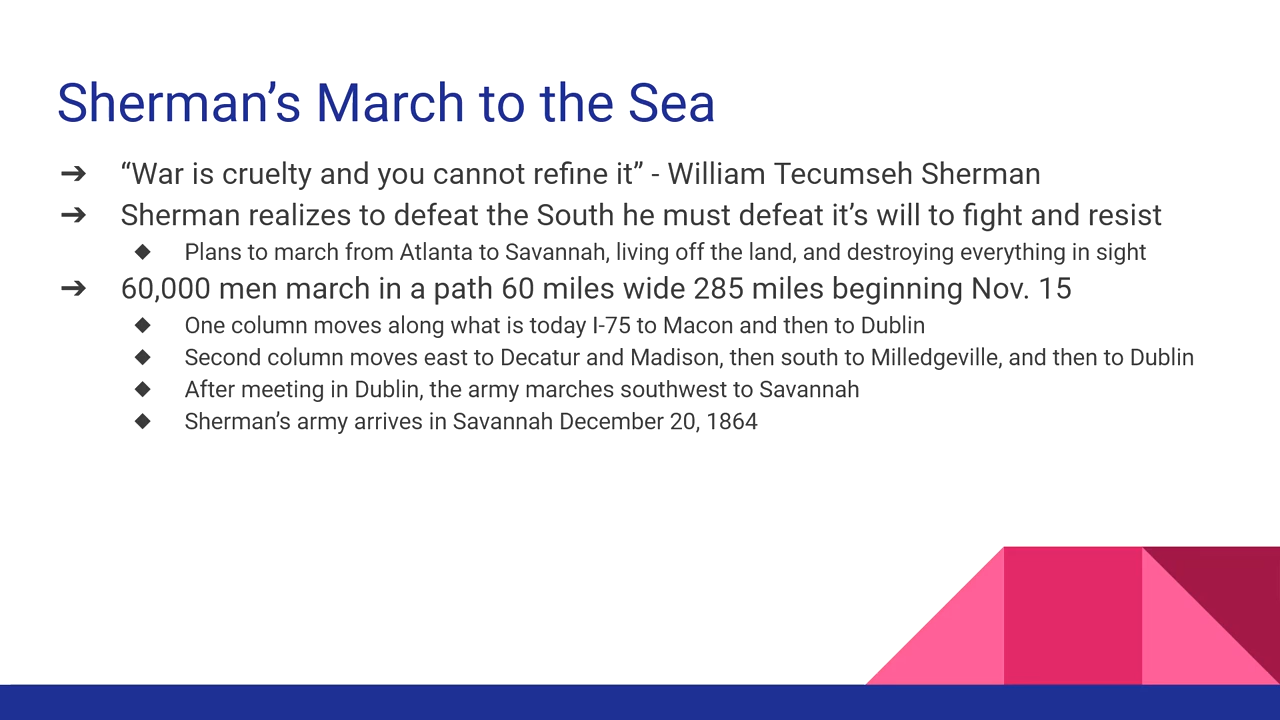 Sherman’s March to the Sea
➔ “War is cruelty and you cannot refine it” - William Tecumseh Sherman
➔ Sherman realizes to defeat the South he must defeat it’s will to fight and resist
◆ Plans to march from Atlanta to Savannah, living off the land, and destroying everything in sight
➔ 60,000 men march in a path 60 miles wide 285 miles beginning Nov. 15
◆ One column moves along what is today I-75 to Macon and then to Dublin
◆ Second column moves east to Decatur and Madison, then south to Milledgeville, and then to Dublin
◆ After meeting in Dublin, the army marches southwest to Savannah
◆ Sherman’s army arrives in Savannah December 20, 1864